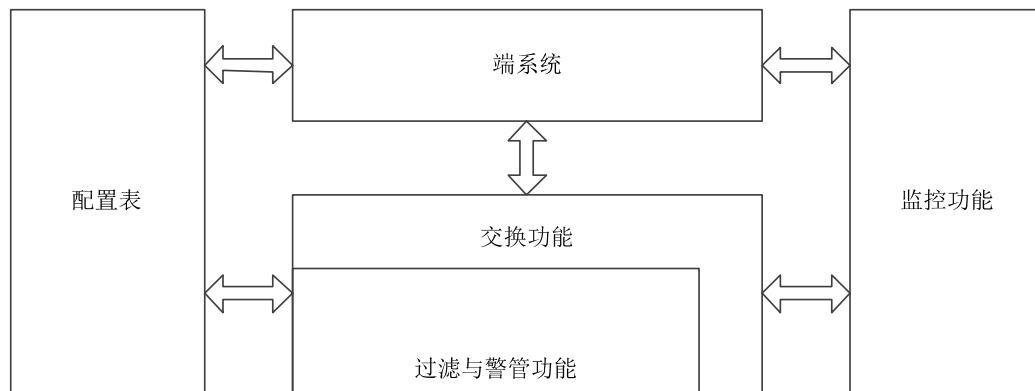 端系统
配置表
监控功能
交换功能
过滤与警管功能